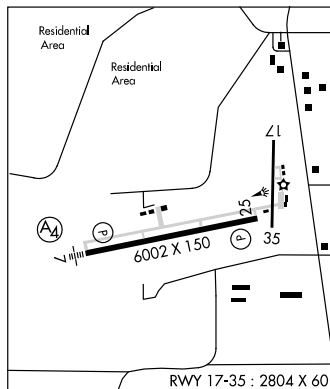 Residential
Area
Residential
Area
17
A4
P
25
7
6002 X 150
P
35
RWY 17-35 : 2804 X 60